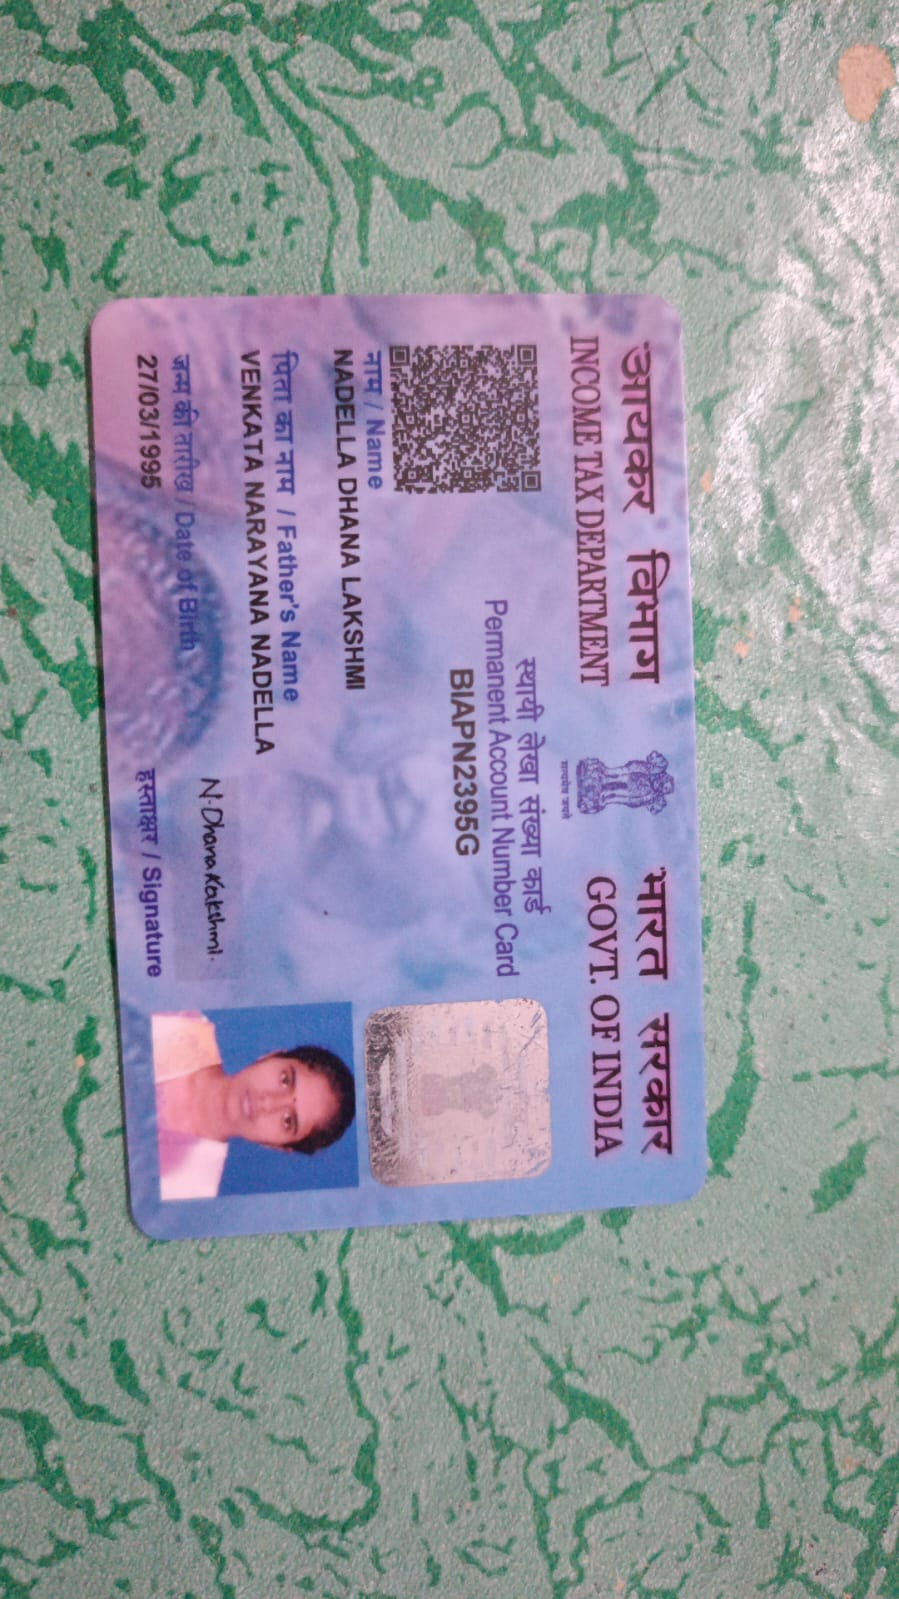 आयकर विभाग
INCOME TAX DEPARTMENT
सत्यमेव जयते
भारत सरकार
GOVT. OF INDIA
स्थायी लेखा संख्या कार्ड
Permanent Account Number Card
BIAPN2395G
नाम / Name
NADELLA DHANA LAKSHMI
पिता का नाम / Father's Name
VENKATA NARAYANA NADELLA
जन्म की तारीख / Date of Birth
27/03/1995
N. Dhana Lakshmi.
हस्ताक्षर / Signature